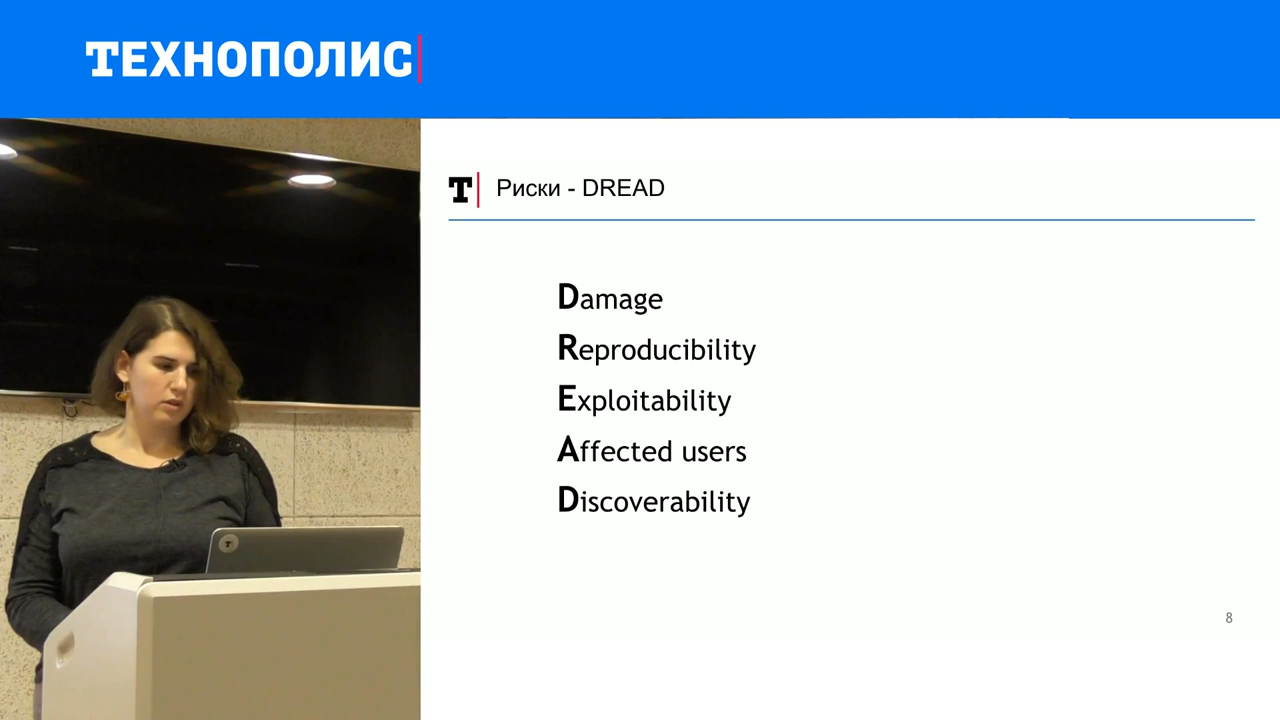 ТЕХНОПОЛИС
Т Риски - DREAD
Damage
Reproducibility
Exploitability
Affected users
Discoverability
8
Т